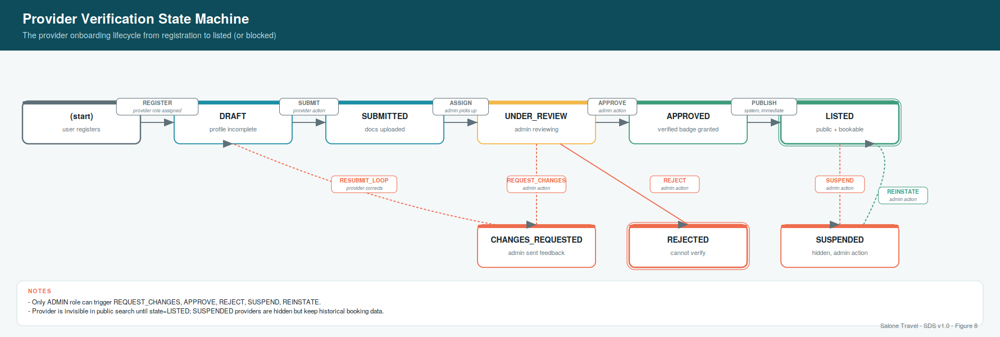 Provider Verification State Machine
The provider onboarding lifecycle from registration to listed (or blocked)
REGISTER
provider role assigned
SUBMIT
provider action
ASSIGN
admin picks up
APPROVE
admin action
PUBLISH
system, immediate
(start)
user registers
DRAFT
profile incomplete
SUBMITTED
docs uploaded
UNDER_REVIEW
admin reviewing
APPROVED
verified badge granted
LISTED
public + bookable
RESUBMIT_LOOP
provider corrects
REQUEST_CHANGES
admin action
REJECT
admin action
SUSPEND
admin action
REINSTATE
admin action
CHANGES_REQUESTED
admin sent feedback
REJECTED
cannot verify
SUSPENDED
hidden, admin action
NOTES
- Only ADMIN role can trigger REQUEST_CHANGES, APPROVE, REJECT, SUSPEND, REINSTATE.
- Provider is invisible in public search until state=LISTED; SUSPENDED providers are hidden but keep historical booking data.
Salone Travel - SDS v1.0 - Figure 8